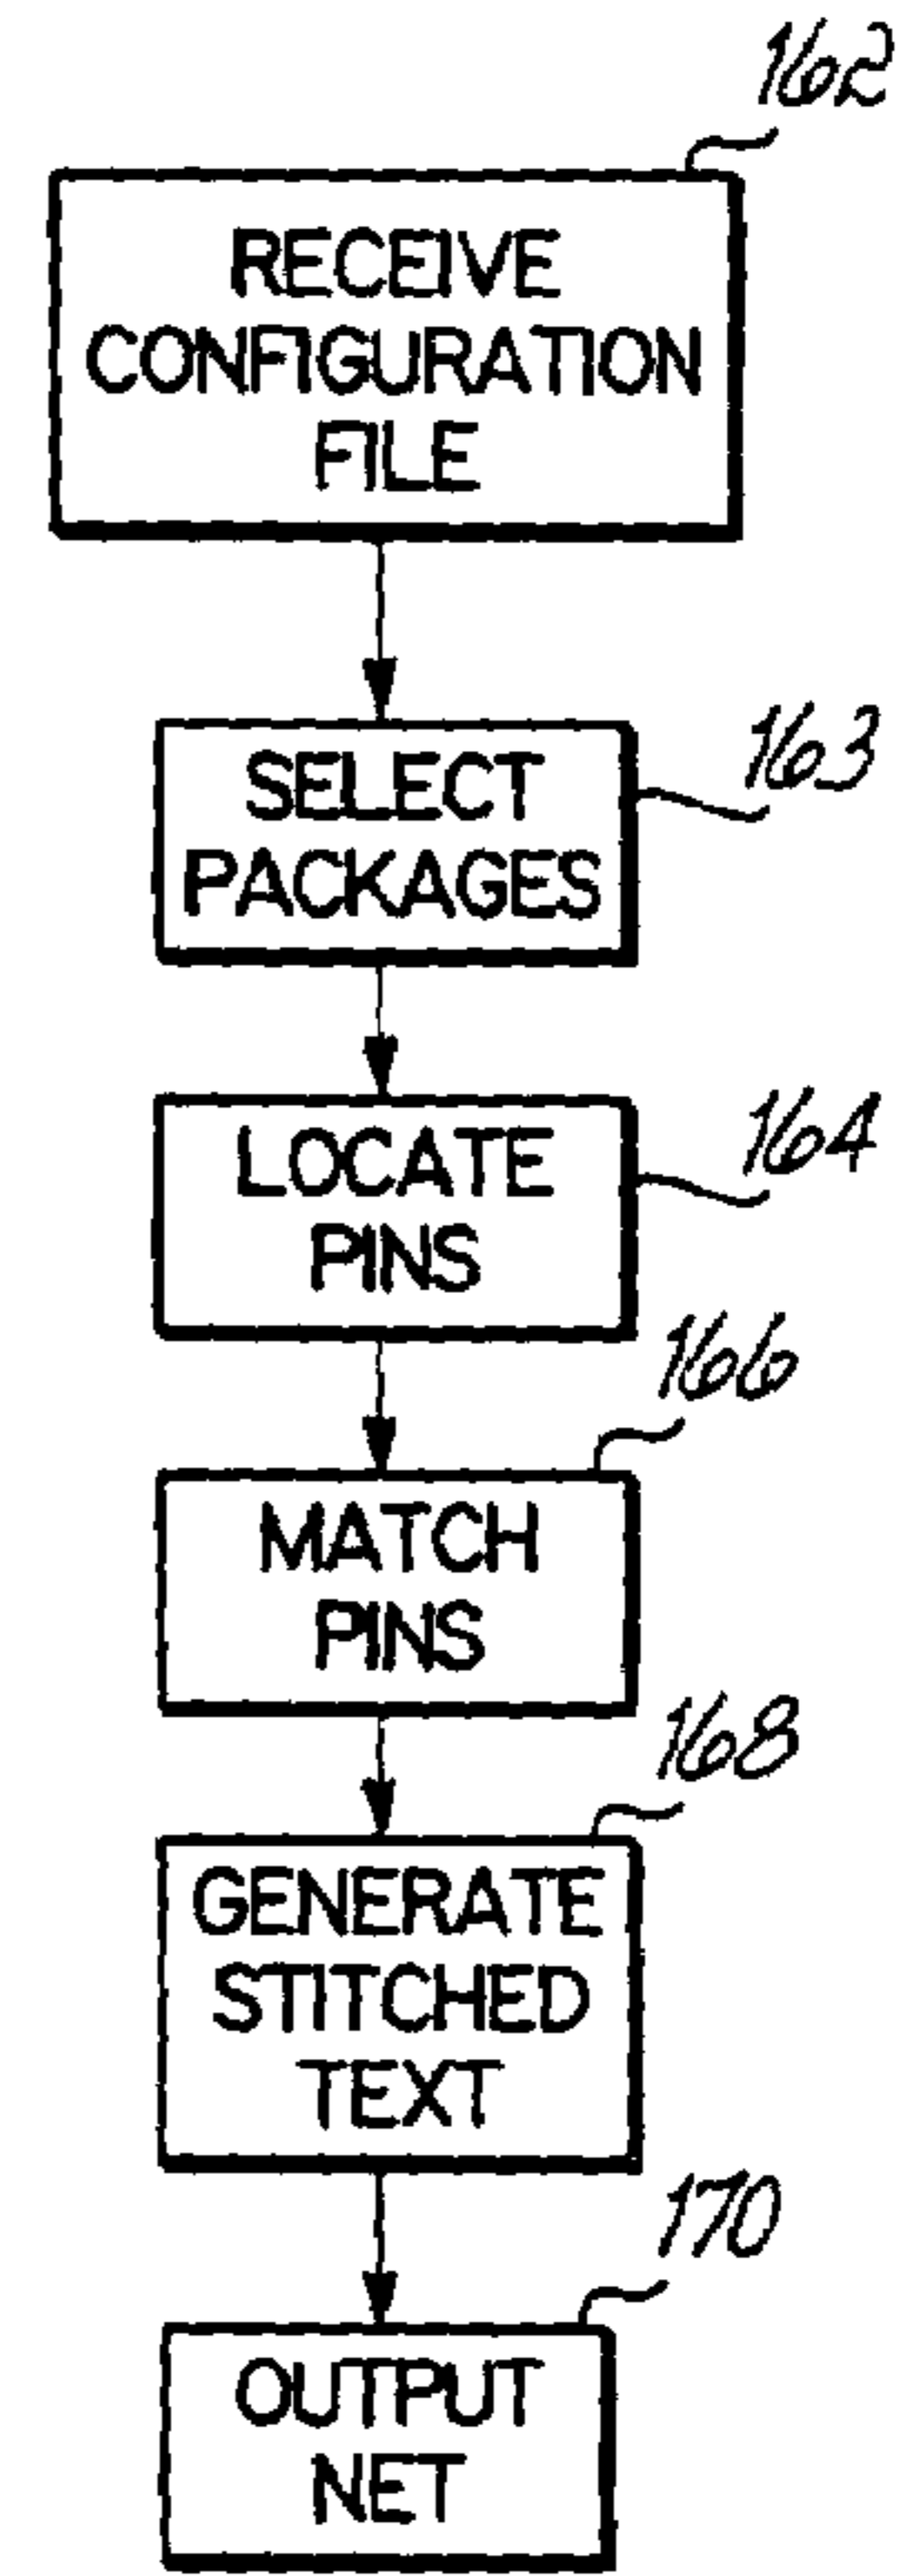 162
RECEIVE
CONFIGURATION
FILE
163
SELECT
PACKAGES
164
LOCATE
PINS
166
MATCH
PINS
168
GENERATE
STITCHED
TEXT
170
OUTPUT
NET